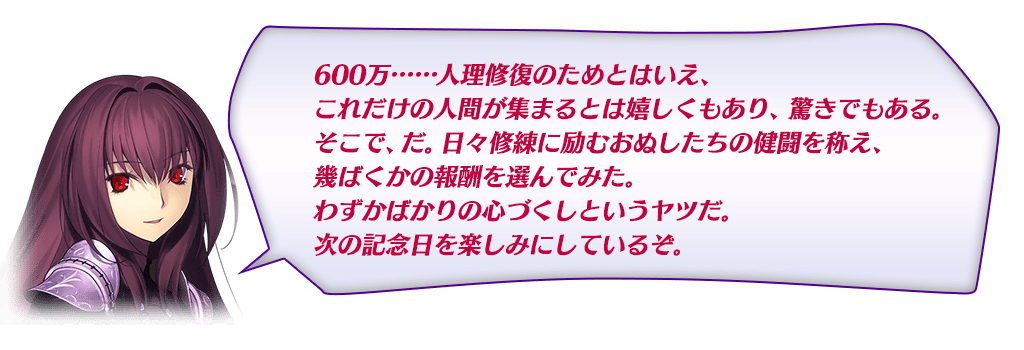 600万……人理修復のためとはいえ、
これだけの人間が集まるとは嬉しくもあり、驚きでもある。
そこで、だ。日々修練に励むおぬしたちの健闘を称え、
幾ばくかの報酬を選んでみた。
わずかばかりの心づくしというヤツだ。
次の記念日を楽しみにしているぞ。